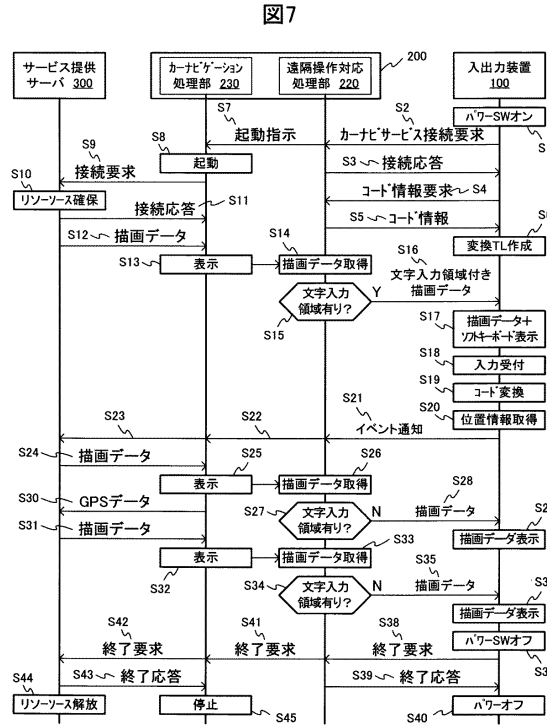 図7
サービス提供
サーバ 300
カーナビゲーション
処理部 230
遠隔操作対応
処理部 220
200
入出力装置
100
パワーSWオン
S
S2
カーナビサービス接続要求
S7
起動指示
S8
起動
S3
接続応答
S9
接続要求
S10
リソーソース確保
コード情報要求
S4
S11
接続応答
S5
コード情報
S12
描画データ
S
変換TL作成
S13
表示
S14
描画データ取得
S15
文字入力
領域有り?
Y
S16
文字入力領域付き
描画データ
S17
描画データ+
ソフトキーボード表示
S18
入力受付
S19
コード変換
S20
位置情報取得
S21
イベント通知
S22
S23
S24
描画データ
S25
表示
S26
描画データ取得
S27
文字入力
領域有り?
N
S28
描画データ
S2
描画データ表示
S30
GPSデータ
S31
描画データ
S32
表示
S33
描画データ取得
S34
文字入力
領域有り?
N
S35
描画データ
S3
描画データ表示
パワーSWオフ
S3
S38
終了要求
S41
終了要求
S42
終了要求
S39
終了応答
S43
終了応答
S44
リソーソース解放
停止
S45
パワーオフ
S40